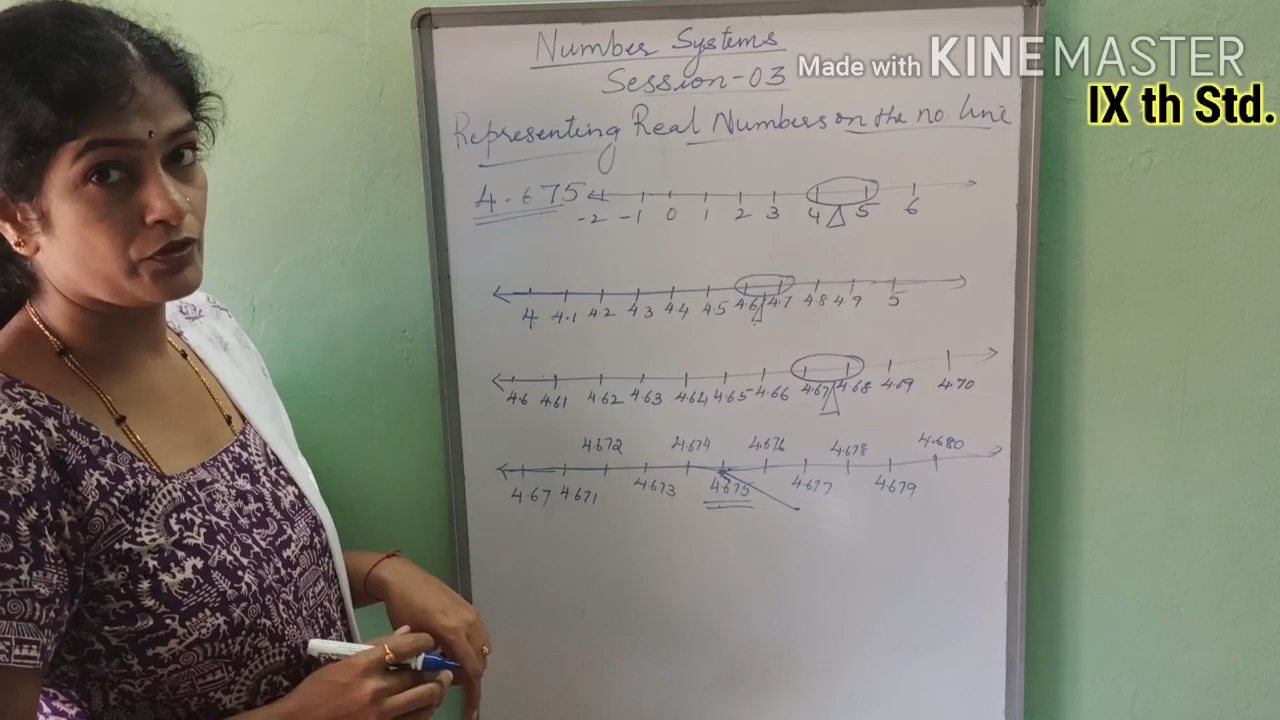 Number Systems
Session-03
Made with KINEMASTER
IX th Std.
Representing Real Numbers on the no. line
4.675
-2 -1 0 1 2 3 4 5 6
4 4.1 4.2 4.3 4.4 4.5 4.6 4.7 4.8 4.9 5
4.6 4.61 4.62 4.63 4.64 4.65 4.66 4.67 4.68 4.69 4.70
4.672 4.674 4.676 4.678 4.680
4.67 4.671 4.673 4.675 4.677 4.679